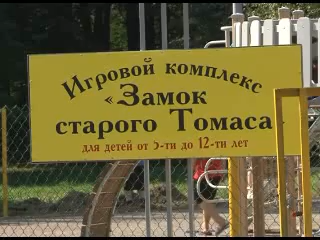 Игровой комплекс
«Замок
старого Томаса
для детей от 5-ти до 12-ти лет